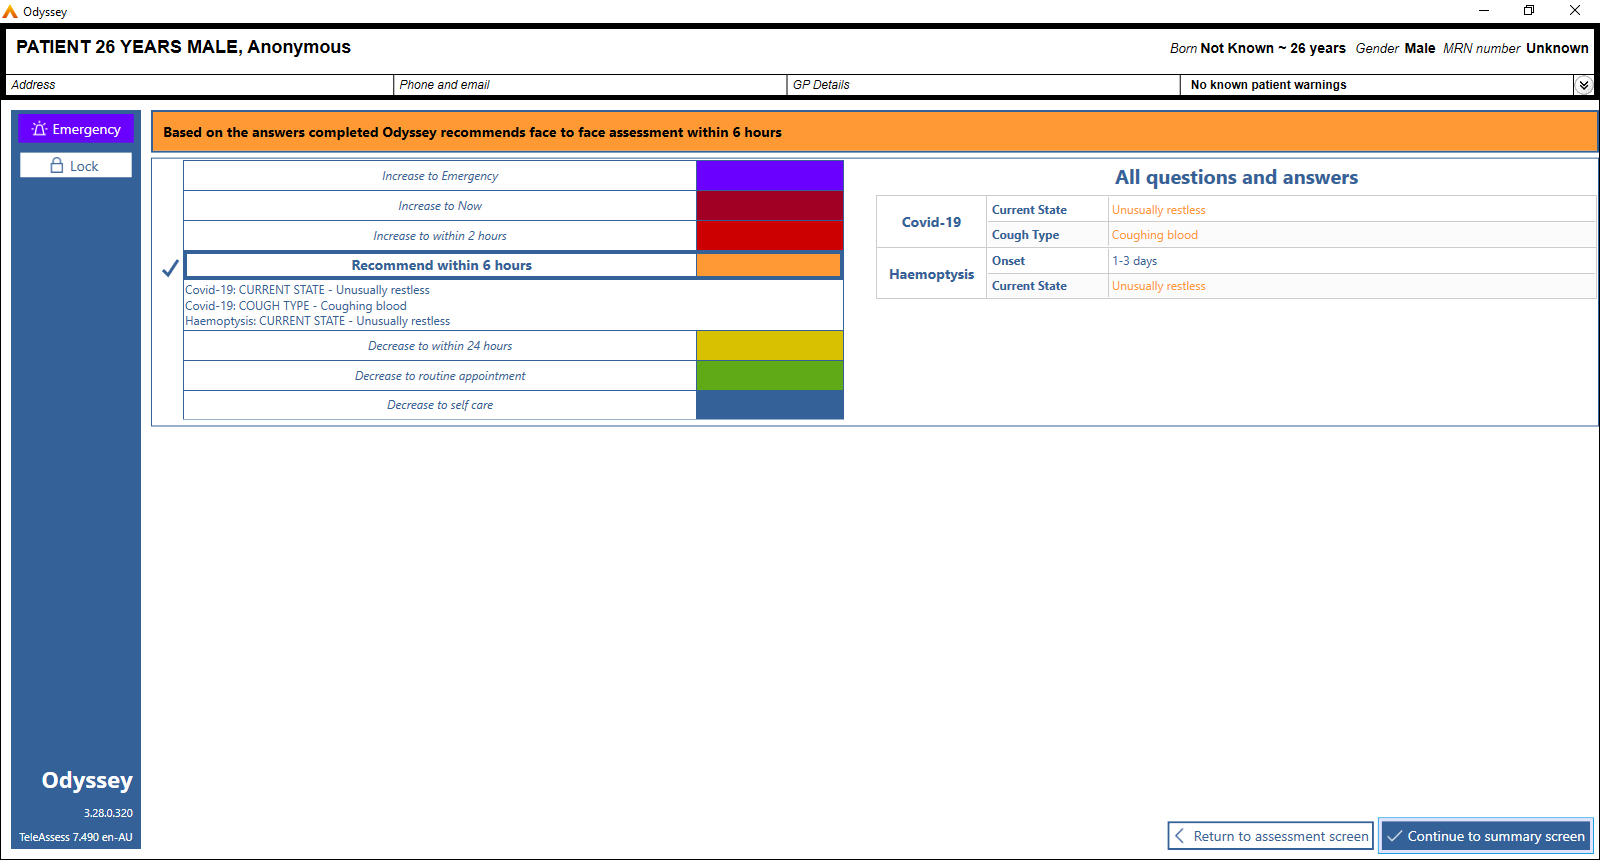 Odyssey
PATIENT 26 YEARS MALE, Anonymous
Born Not Known ~ 26 years Gender Male MRN number Unknown
Address
Phone and email
GP Details
No known patient warnings
Emergency
Lock
Based on the answers completed Odyssey recommends face to face assessment within 6 hours
Increase to Emergency
Increase to Now
Increase to within 2 hours
Recommend within 6 hours
Covid-19: CURRENT STATE - Unusually restless
Covid-19: COUGH TYPE - Coughing blood
Haemoptysis: CURRENT STATE - Unusually restless
Decrease to within 24 hours
Decrease to routine appointment
Decrease to self care
All questions and answers
Covid-19
Current State Unusually restless
Cough Type Coughing blood
Haemoptysis
Onset 1-3 days
Current State Unusually restless
Odyssey
3.28.0.320
TeleAssess 7.490 en-AU
Return to assessment screen
Continue to summary screen